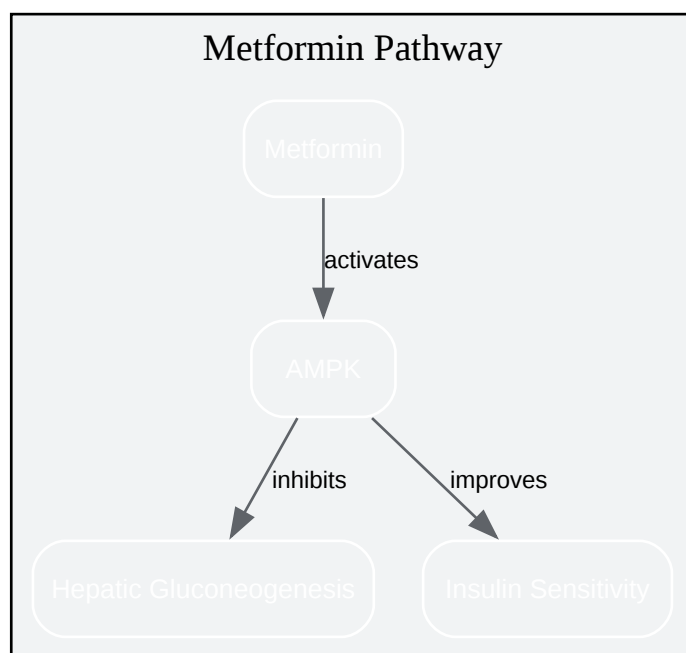 Metformin Pathway
Metformin
activates
AMPK
inhibits
improves
Hepatic Gluconeogenesis
Insulin Sensitivity